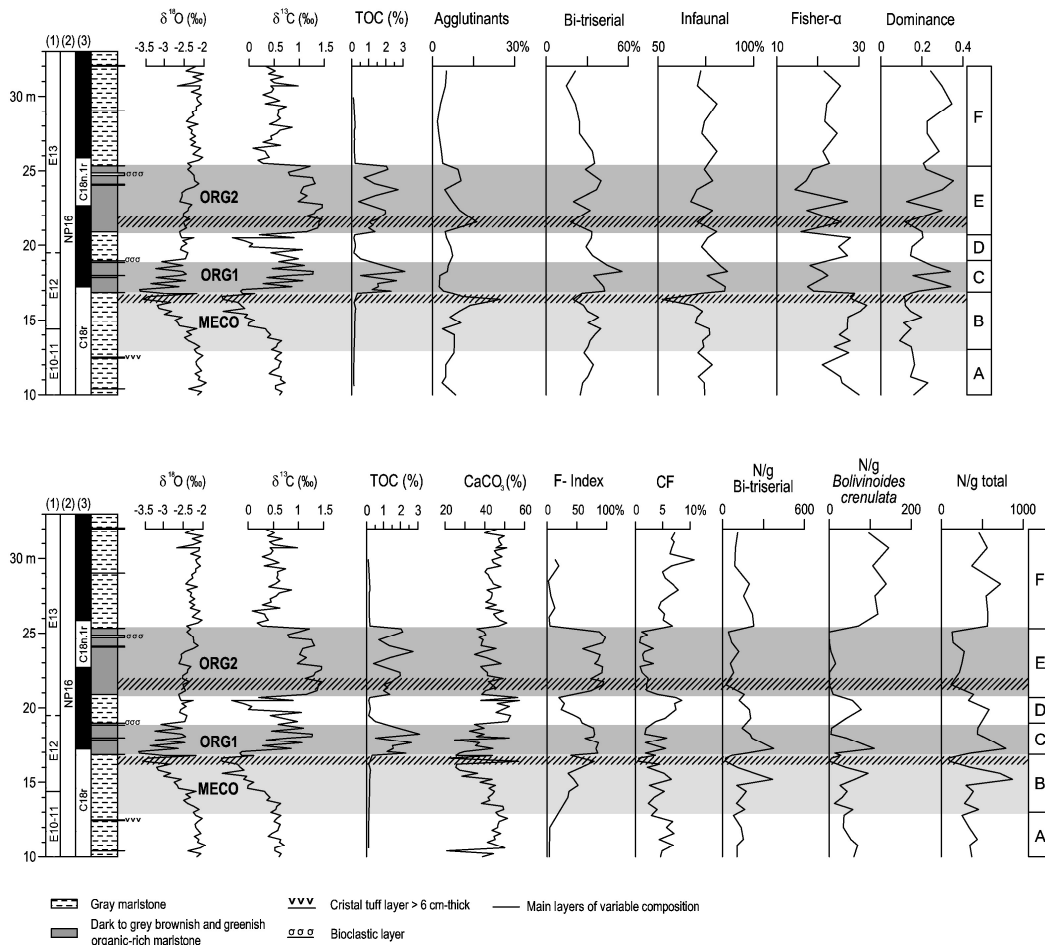 δ¹⁸O (‰) δ¹³C (‰) TOC (%) Agglutinants Bi-triserial Infaunal Fisher-α Dominance
(1) (2) (3) -3.5 -3 -2.5 -2 0 0.5 1 1.5 0 1 2 3 0 30% 0 60% 50 100% 10 30 0 0.2 0.4
30 m
25
20
15
10
E13
E12
E10-11
NP16
C18n.1r
C18r
ORG2
ORG1
MECO
F
E
D
C
B
A
δ¹⁸O (‰) δ¹³C (‰) TOC (%) CaCO₃ (%) F- Index CF N/g Bi-triserial N/g Bolivinoides crenulata N/g total
(1) (2) (3) -3.5 -3 -2.5 -2 0 0.5 1 1.5 0 1 2 3 20 40 60 0 50 100% 0 5 10% 0 600 0 100 200 0 500 1000
30 m
25
20
15
10
E13
E12
E10-11
NP16
C18n.1r
C18r
ORG2
ORG1
MECO
F
E
D
C
B
A
Gray marlstone
Dark to grey brownish and greenish
organic-rich marlstone
VVV Cristal tuff layer > 6 cm-thick
σσσ Bioclastic layer
Main layers of variable composition